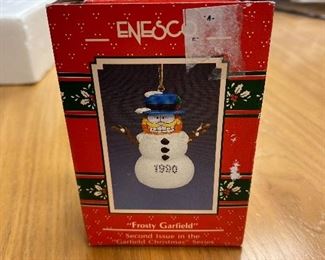 ENESCO
1990
"Frosty Garfield"
Second Issue in the
"Garfield Christmas" Series